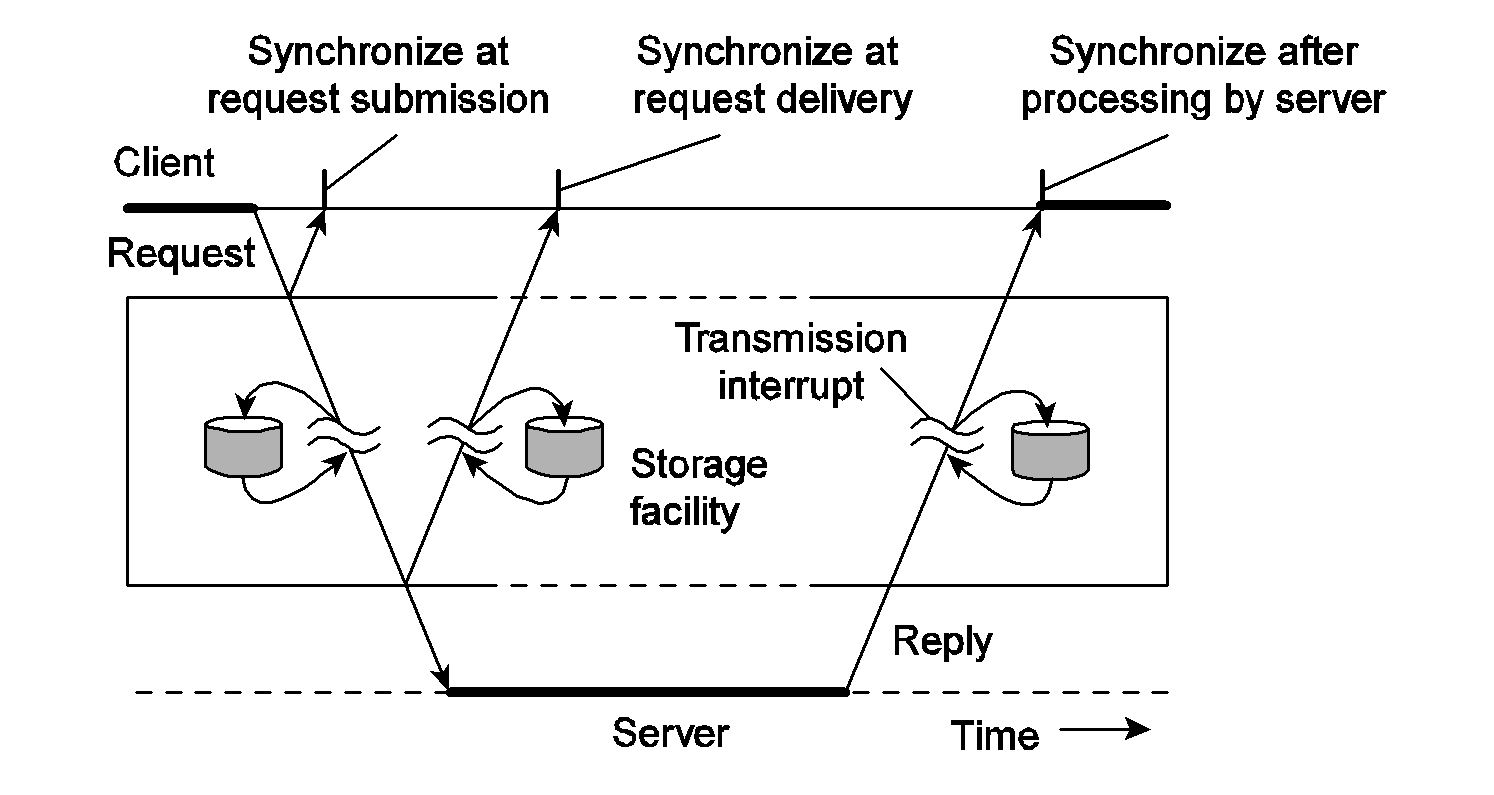 Synchronize at
request submission
Synchronize at
request delivery
Synchronize after
processing by server
Client
Request
Transmission
interrupt
Storage
facility
Reply
Server
Time